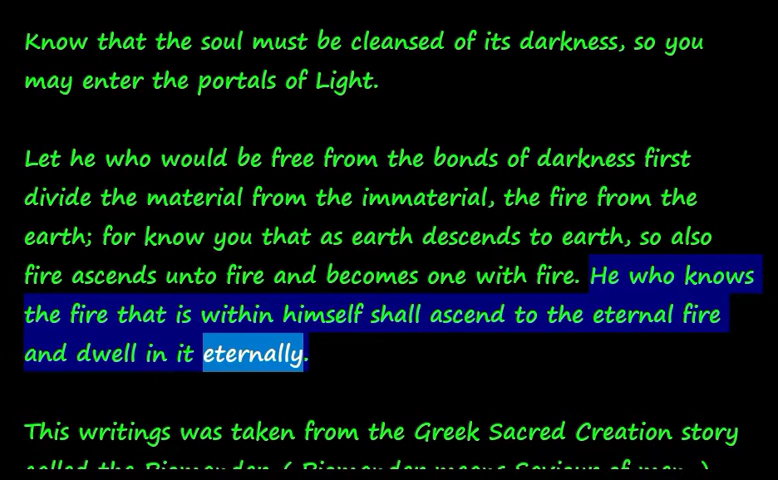 Know that the soul must be cleansed of its darkness, so you
may enter the portals of Light.
Let he who would be free from the bonds of darkness first
divide the material from the immaterial, the fire from the
earth; for know you that as earth descends to earth, so also
fire ascends unto fire and becomes one with fire. He who knows
the fire that is within himself shall ascend to the eternal fire
and dwell in it eternally.
This writings was taken from the Greek Sacred Creation story
called the